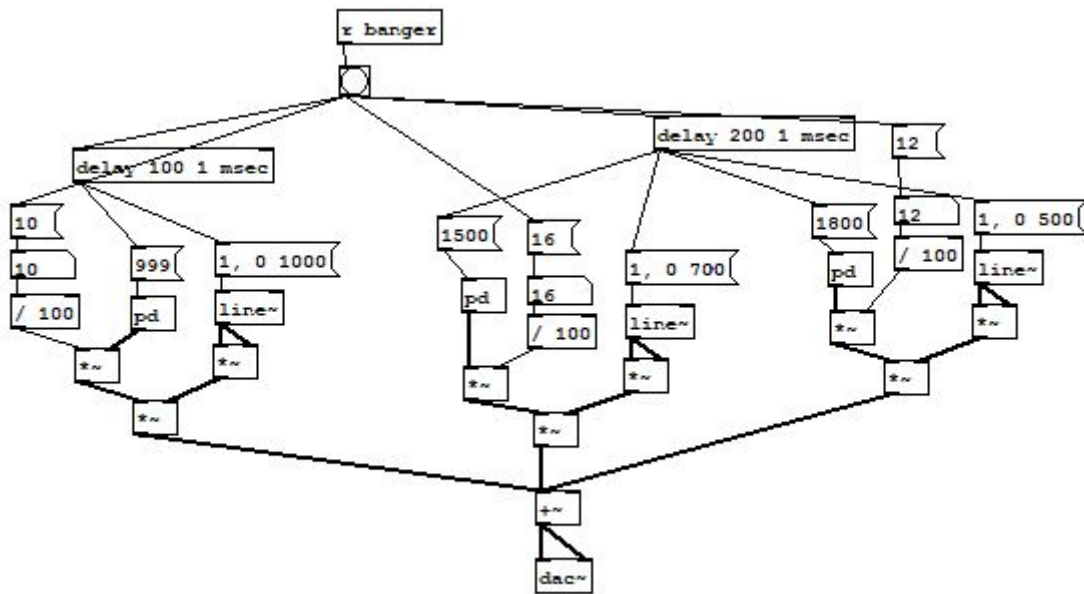 r banger
delay 100 1 msec
delay 200 1 msec
12
10
1500
16
1800
12
1, 0 500
10
999
1, 0 1000
1, 0 700
pd
/ 100
line~
/ 100
pd
line~
pd
16
line~
/ 100
*~
*~
*~
*~
*~
*~
*~
*~
*~
+~
dac~